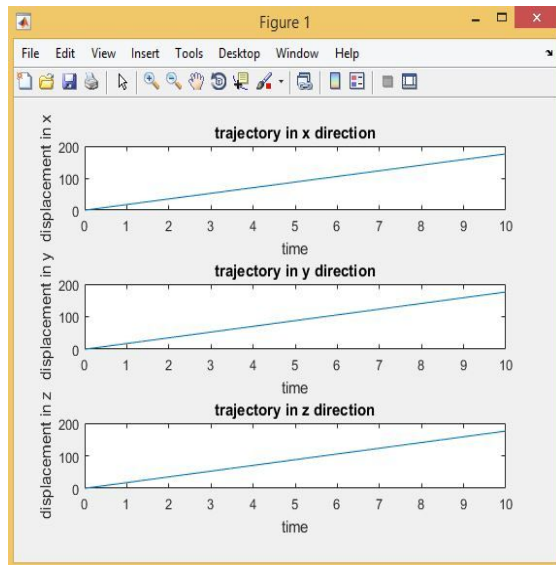 Figure 1
File Edit View Insert Tools Desktop Window Help
trajectory in x direction
displacement in x
200
100
0
0 1 2 3 4 5 6 7 8 9 10
time
trajectory in y direction
displacement in y
200
100
0
0 1 2 3 4 5 6 7 8 9 10
time
trajectory in z direction
displacement in z
200
100
0
0 1 2 3 4 5 6 7 8 9 10
time